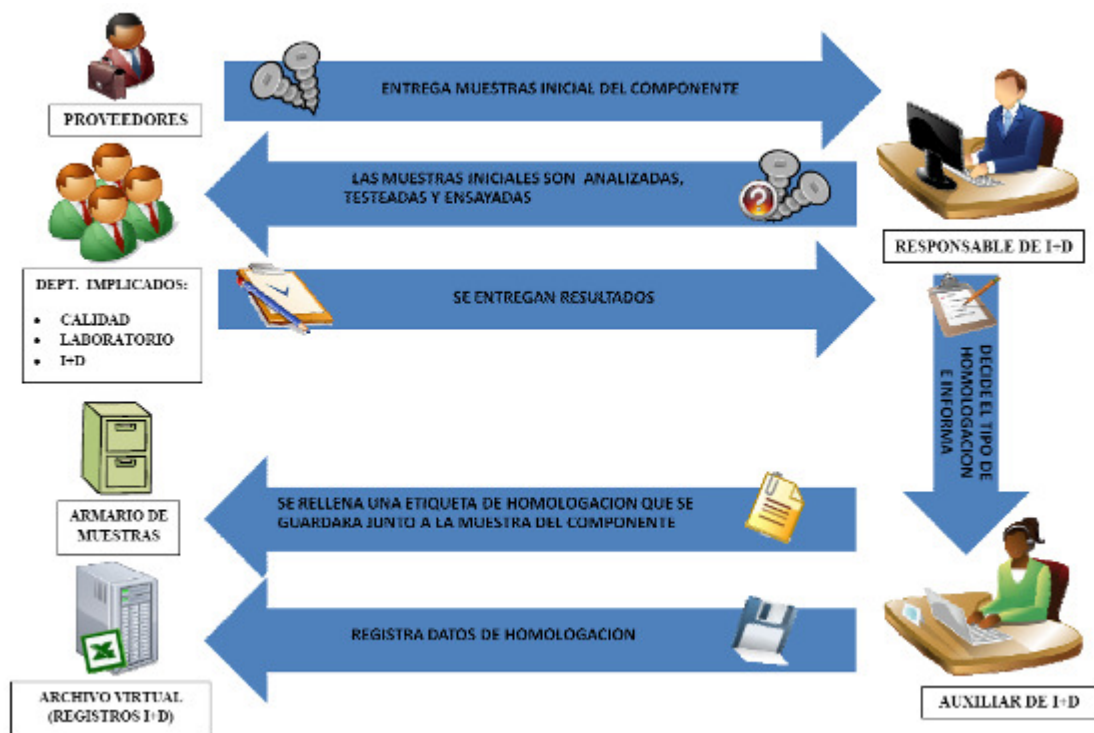 PROVEEDORES
ENTREGA MUESTRAS INICIAL DEL COMPONENTE
RESPONSABLE DE I+D
LAS MUESTRAS INICIALES SON ANALIZADAS,
TESTEADAS Y ENSAYADAS
DEPT. IMPLICADOS:
• CALIDAD
• LABORATORIO
• I+D
SE ENTREGAN RESULTADOS
DECIDE EL TIPO DE
HOMOLOGACION
E INFORMA
ARMARIO DE
MUESTRAS
SE RELLENA UNA ETIQUETA DE HOMOLOGACION QUE SE
GUARDARA JUNTO A LA MUESTRA DEL COMPONENTE
REGISTRA DATOS DE HOMOLOGACION
ARCHIVO VIRTUAL
(REGISTROS I+D)
AUXILIAR DE I+D